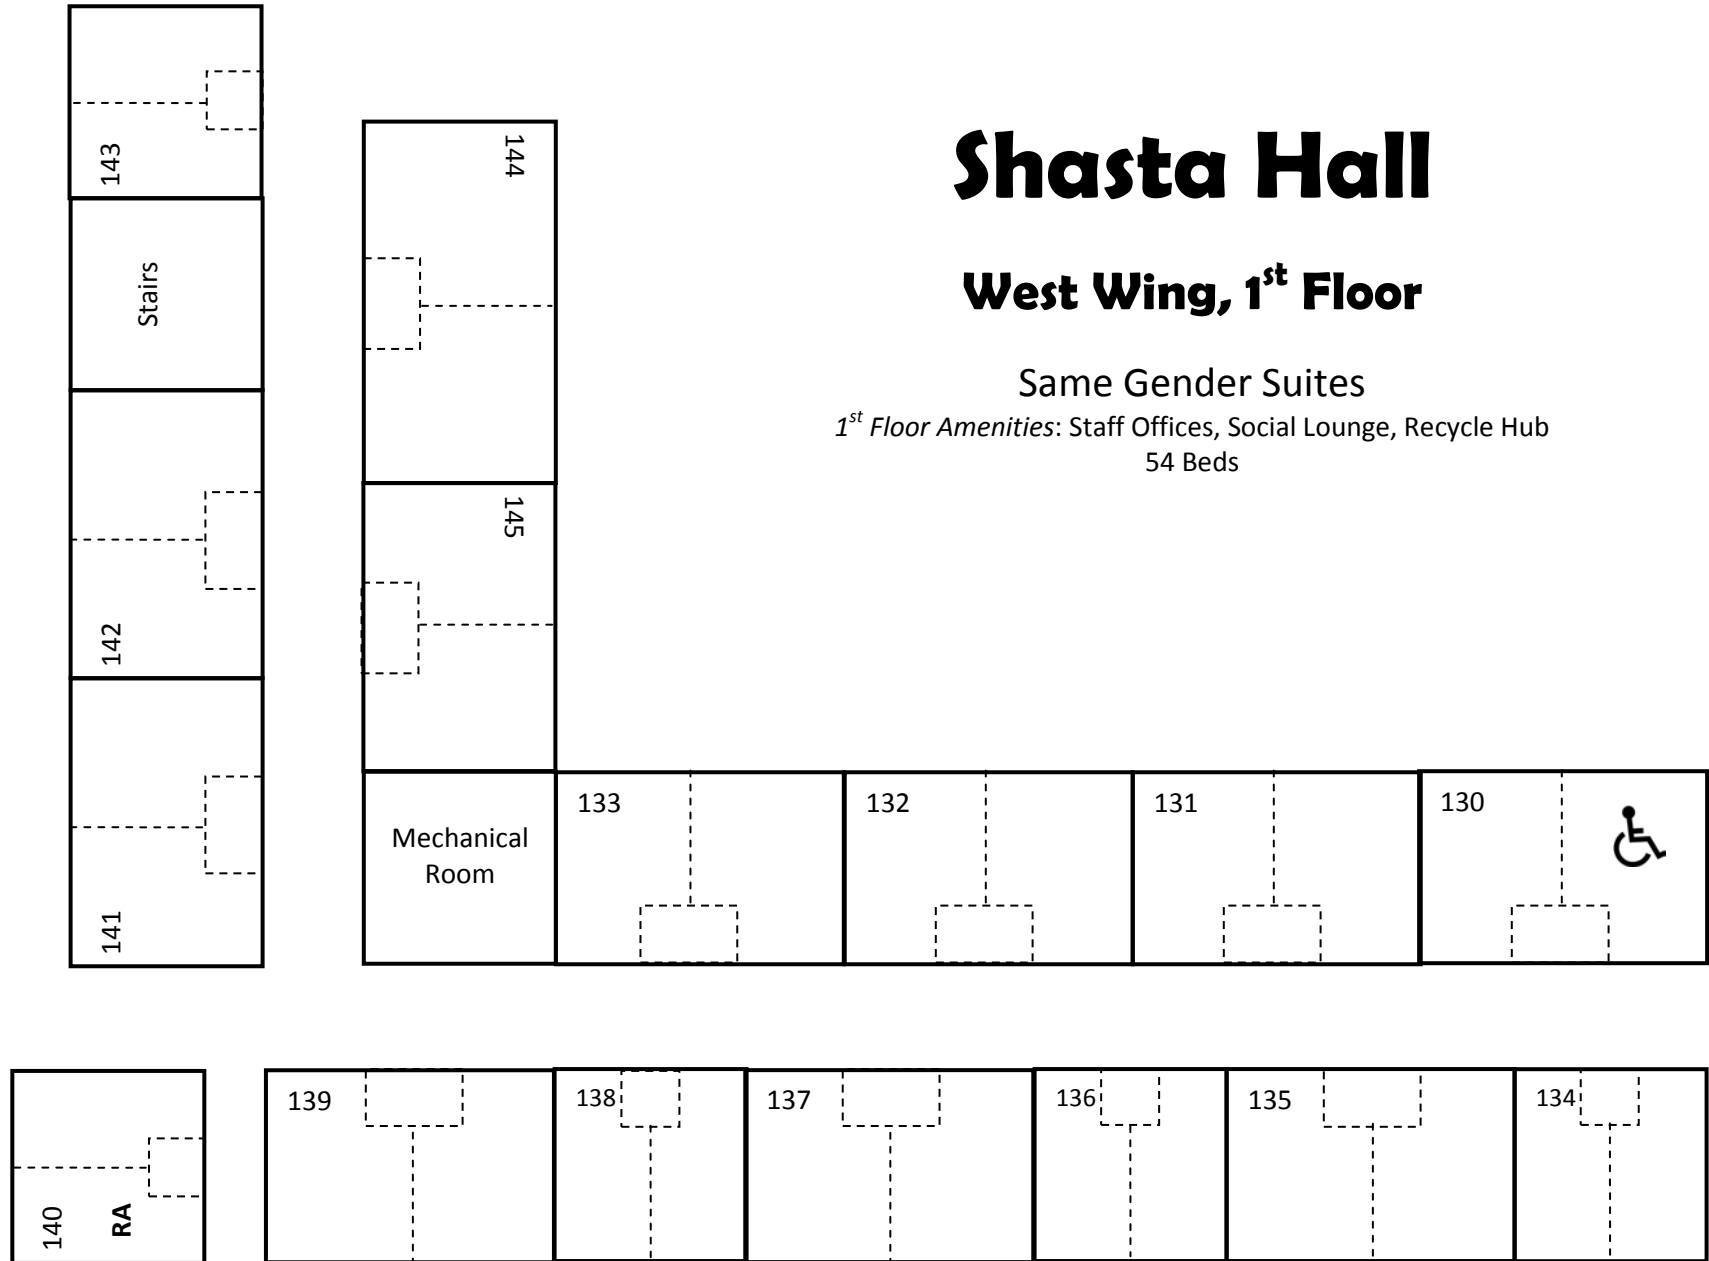 143
144
Shasta Hall
West Wing, 1st Floor
Stairs
Same Gender Suites
1st Floor Amenities: Staff Offices, Social Lounge, Recycle Hub
54 Beds
145
142
133
132
131
130
Mechanical
Room
141
139
138
137
136
135
134
140
RA